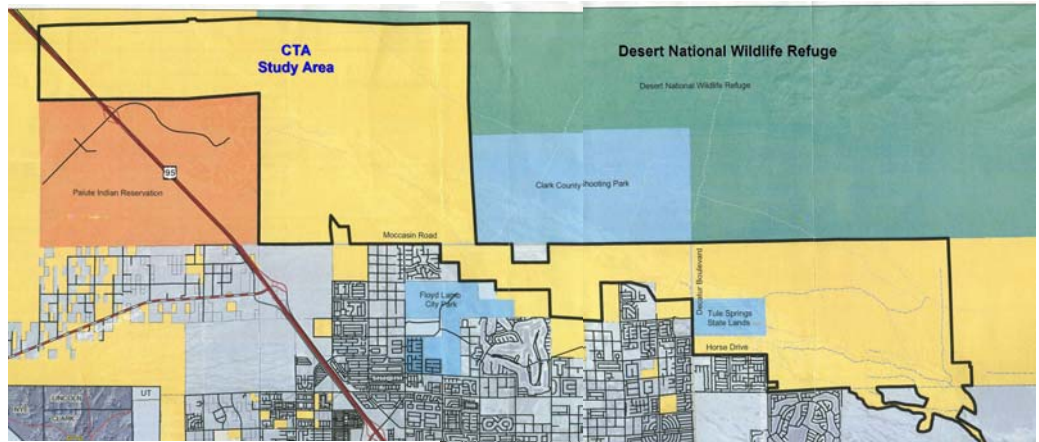 CTA
Study Area
Desert National Wildlife Refuge
Desert National Wildlife Refuge
95
Paiute Indian Reservation
Clark County Shooting Park
Moccasin Road
Decatur Boulevard
Floyd Lamb
City Park
Tule Springs
State Lands
Horse Drive
UT
LINCOLN
NYE
CLARK